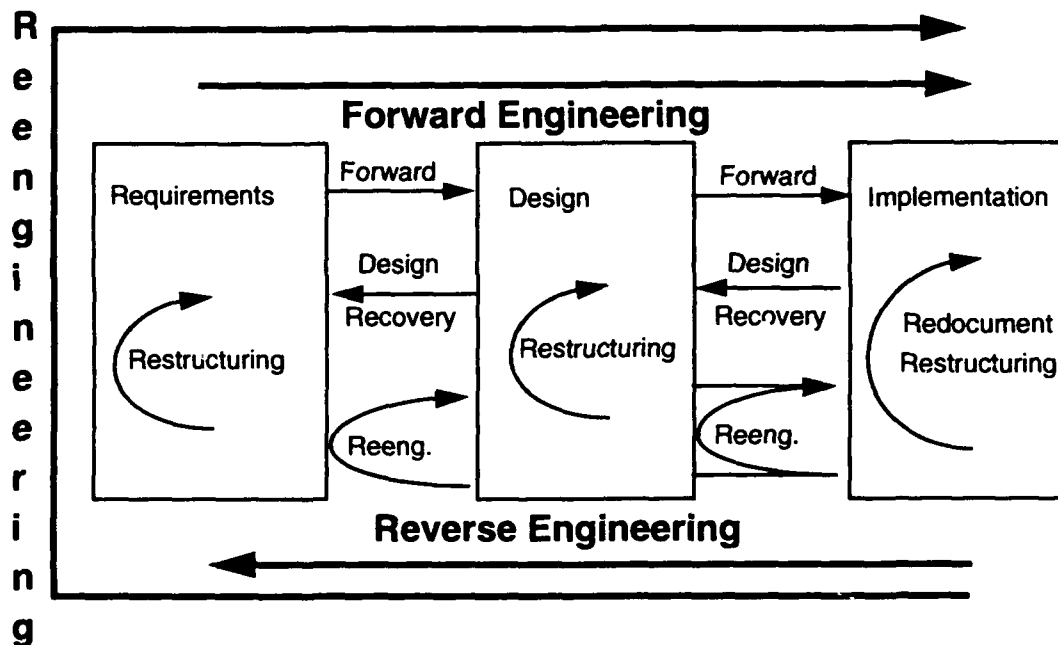 Reengineering
Forward Engineering
Requirements
Forward
Design
Forward
Implementation
Design
Recovery
Design
Recovery
Restructuring
Restructuring
Redocument
Restructuring
Reeng.
Reeng.
Reverse Engineering